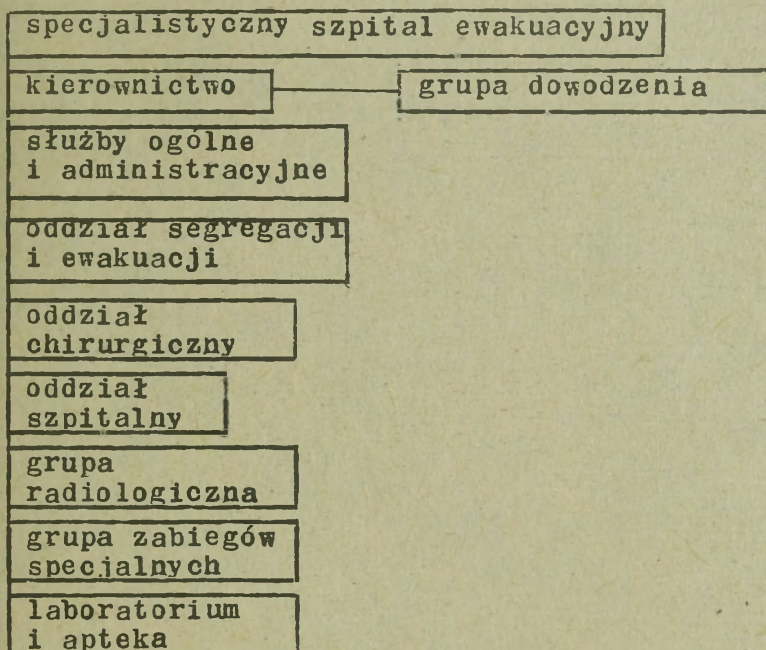 specjalistyczny szpital ewakuacyjny
kierownictwo
grupa dowodzenia
służby ogólne
i administracyjne
oddział segregacji
i ewakuacji
oddział
chirurgiczny
oddział
szpitalny
grupa
radiologiczna
grupa zabiegów
specjalnych
laboratorium
i apteka